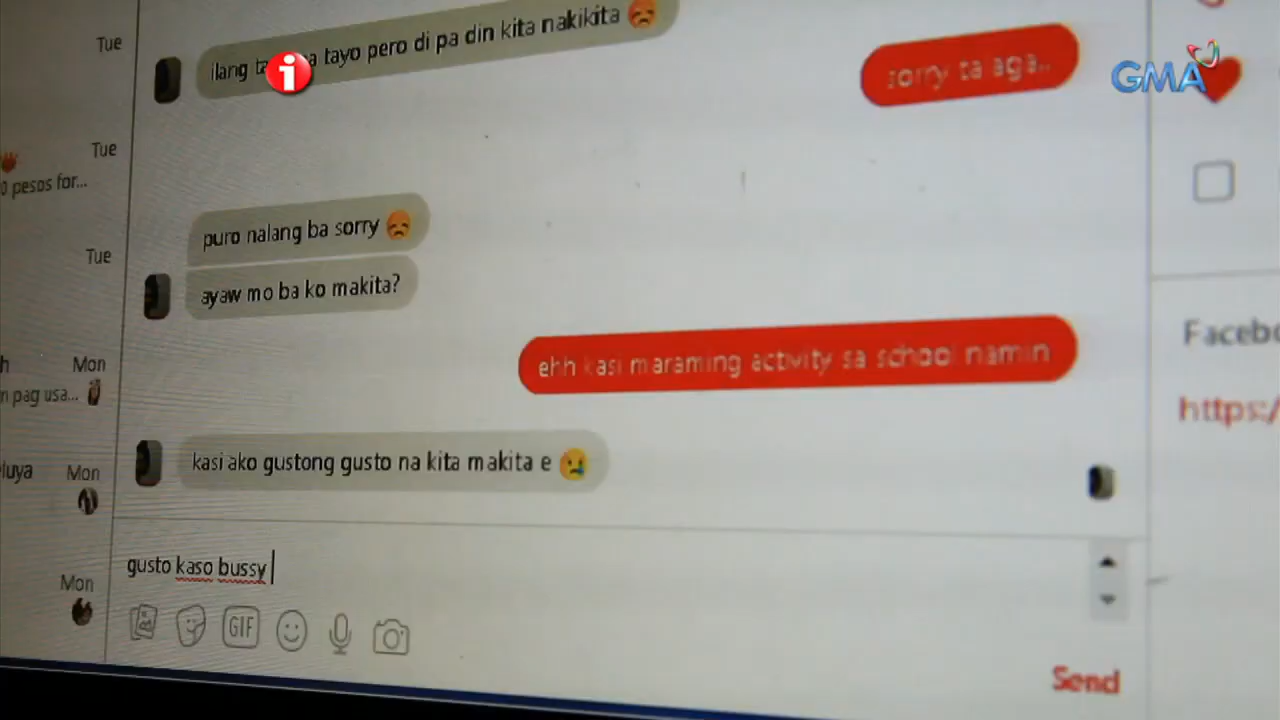 Tue
ilang
tayo pero di pa din kita nakikita 😞
sorry ta aga..
GMA
Tue
pesos for...
puro nalang ba sorry 😞
Tue
ayaw mo ba ko makita?
ehh kasi maraming activity sa school namin
Mon
pag usa...
kasi ako gustong gusto na kita makita e 😢
Mon
https:/
gusto kaso bussy
Mon
GIF
Send